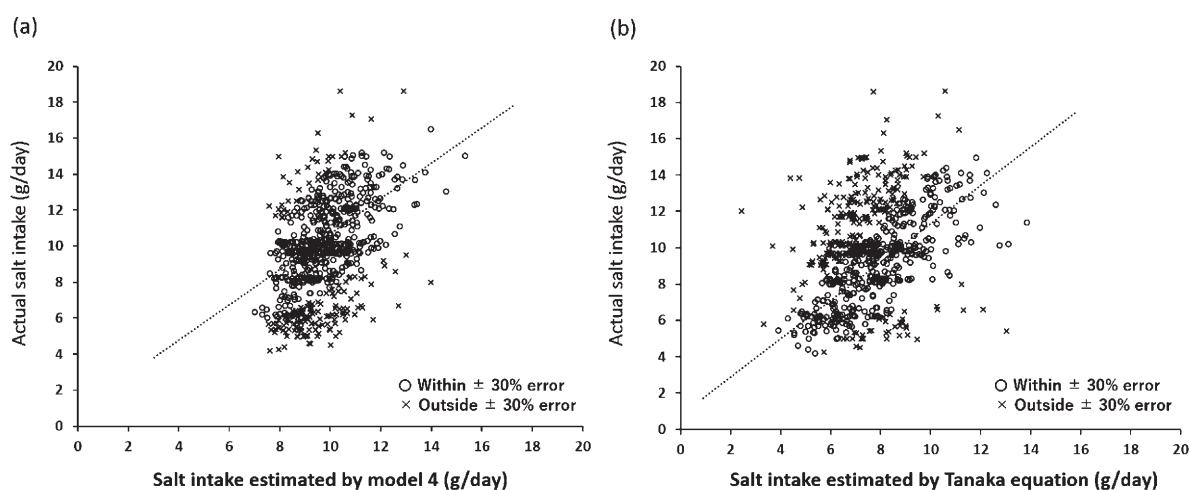 (a)
Actual salt intake (g/day)
20
18
16
14
12
10
8
6
4
2
0
0 2 4 6 8 10 12 14 16 18 20
Salt intake estimated by model 4 (g/day)
○ Within ± 30% error
× Outside ± 30% error
(b)
Actual salt intake (g/day)
20
18
16
14
12
10
8
6
4
2
0
0 2 4 6 8 10 12 14 16 18 20
Salt intake estimated by Tanaka equation (g/day)
○ Within ± 30% error
× Outside ± 30% error